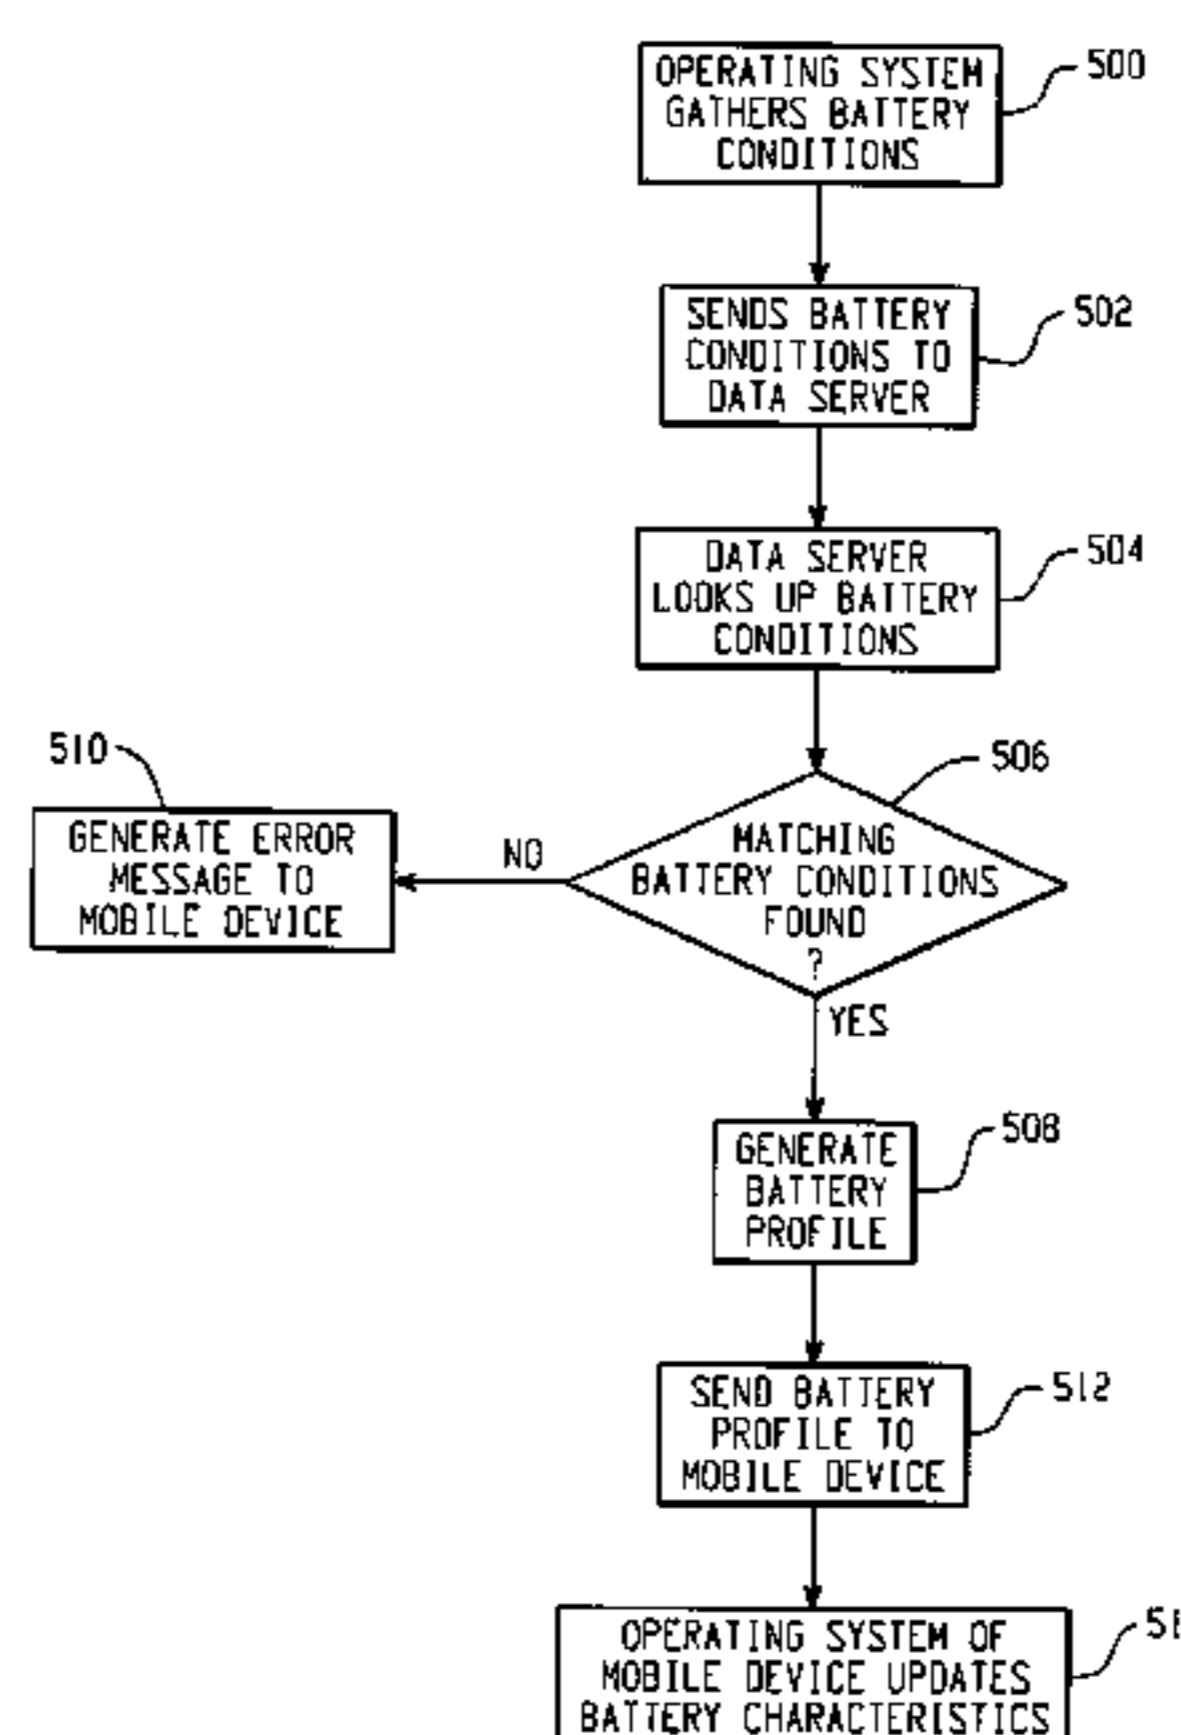 OPERATING SYSTEM
GATHERS BATTERY
CONDITIONS
500
SENDS BATTERY
CONDITIONS TO
DATA SERVER
502
DATA SERVER
LOOKS UP BATTERY
CONDITIONS
504
510
GENERATE ERROR
MESSAGE TO
MOBILE DEVICE
NO
506
MATCHING
BATTERY CONDITIONS
FOUND
?
YES
GENERATE
BATTERY
PROFILE
508
SEND BATTERY
PROFILE TO
MOBILE DEVICE
512
OPERATING SYSTEM OF
MOBILE DEVICE UPDATES
BATTERY CHARACTERISTICS